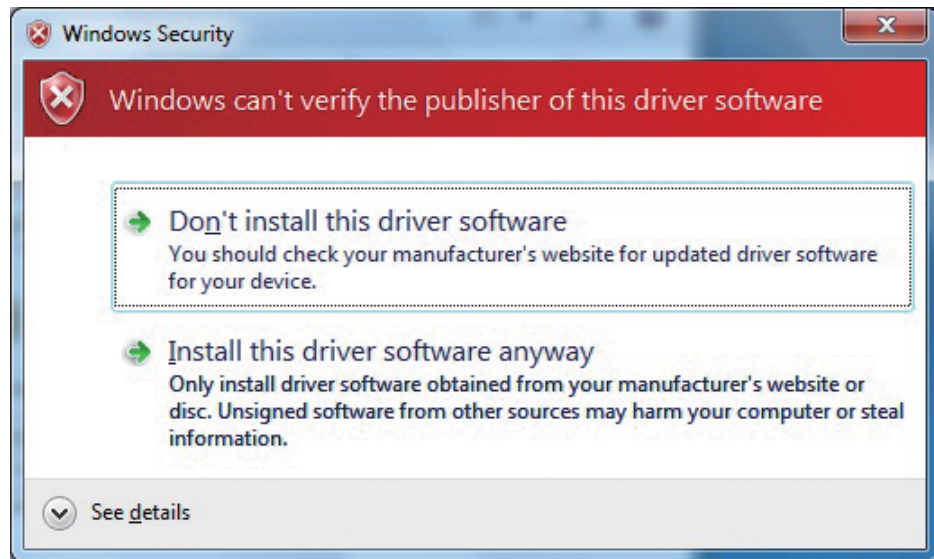 Windows Security
Windows can't verify the publisher of this driver software
Don't install this driver software
You should check your manufacturer's website for updated driver software
for your device.
Install this driver software anyway
Only install driver software obtained from your manufacturer's website or
disc. Unsigned software from other sources may harm your computer or steal
information.
See details